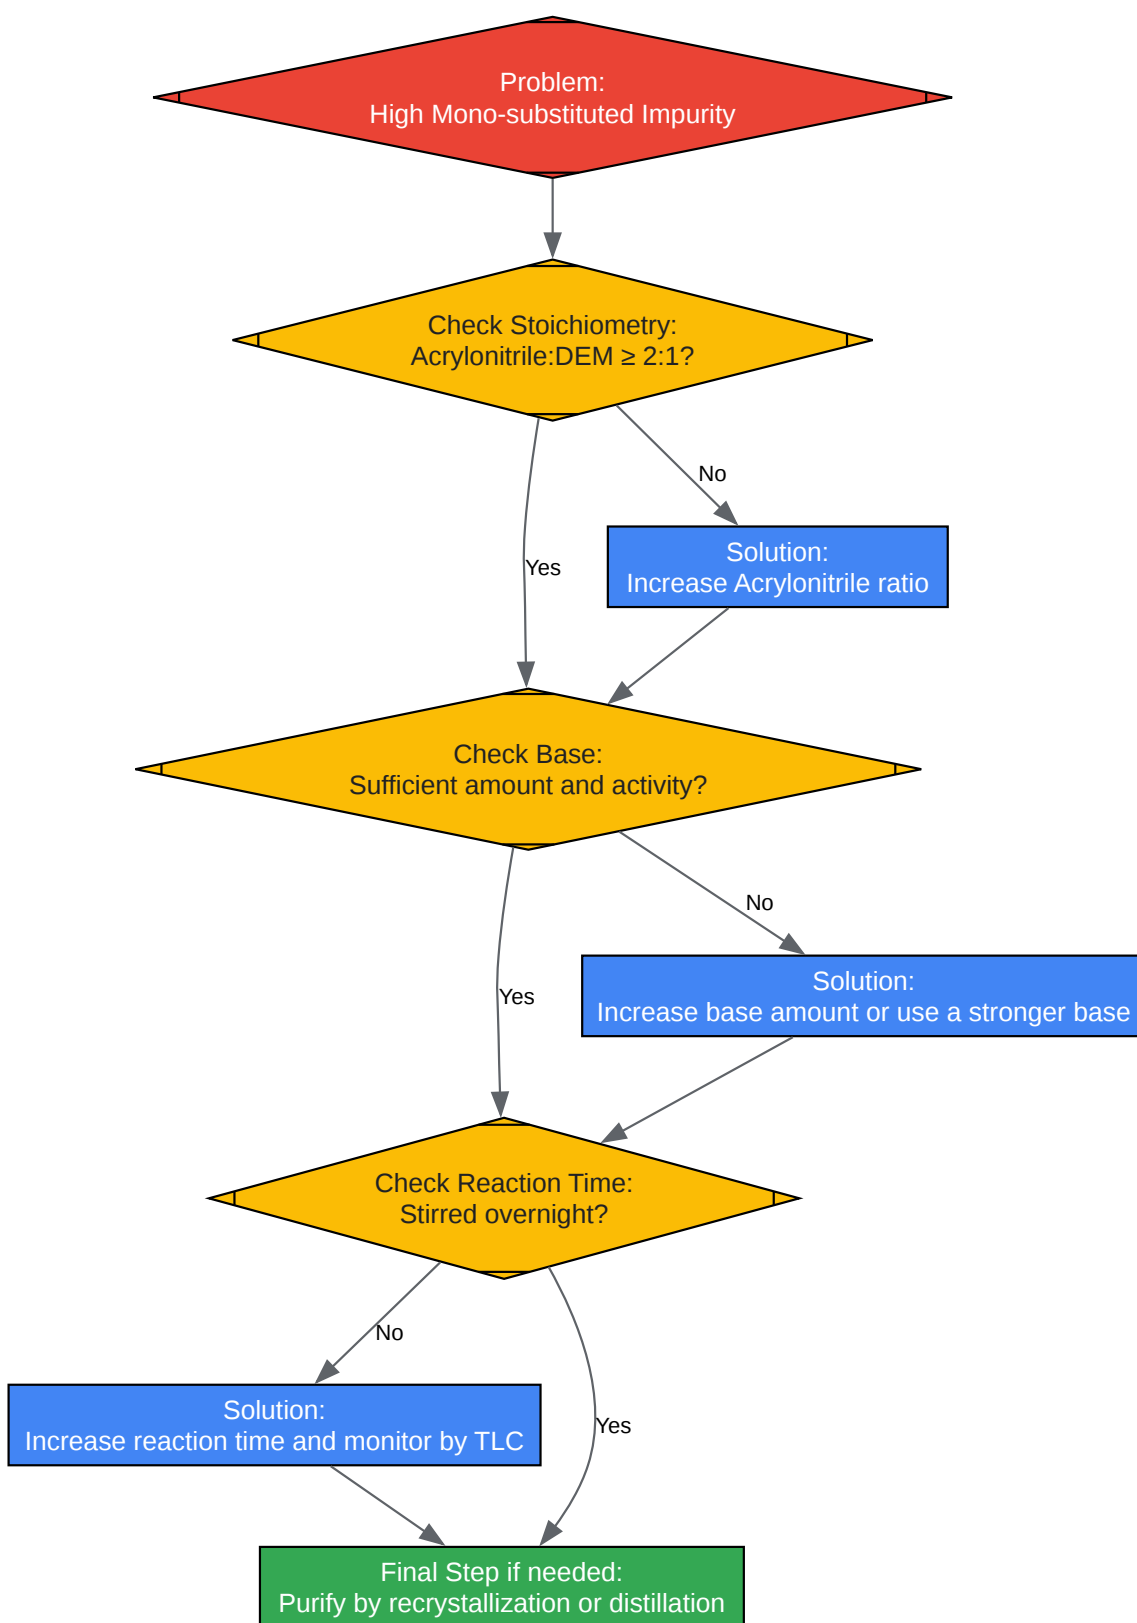 Problem:
High Mono-substituted Impurity
Check Stoichiometry:
Acrylonitrile:DEM ≥ 2:1?
No
Solution:
Increase Acrylonitrile ratio
Yes
Check Base:
Sufficient amount and activity?
No
Solution:
Increase base amount or use a stronger base
Yes
Check Reaction Time:
Stirred overnight?
No
Solution:
Increase reaction time and monitor by TLC
Yes
Final Step if needed:
Purify by recrystallization or distillation